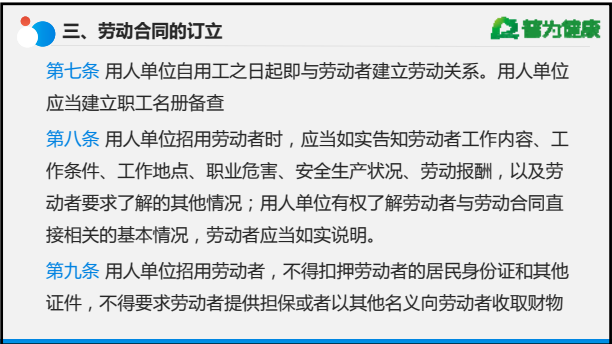 三、劳动合同的订立
普为健康
第七条 用人单位自用工之日起即与劳动者建立劳动关系。用人单位
应当建立职工名册备查
第八条 用人单位招用劳动者时，应当如实告知劳动者工作内容、工
作条件、工作地点、职业危害、安全生产状况、劳动报酬，以及劳
动者要求了解的其他情况；用人单位有权了解劳动者与劳动合同直
接相关的基本情况，劳动者应当如实说明。
第九条 用人单位招用劳动者，不得扣押劳动者的居民身份证和其他
证件，不得要求劳动者提供担保或者以其他名义向劳动者收取财物